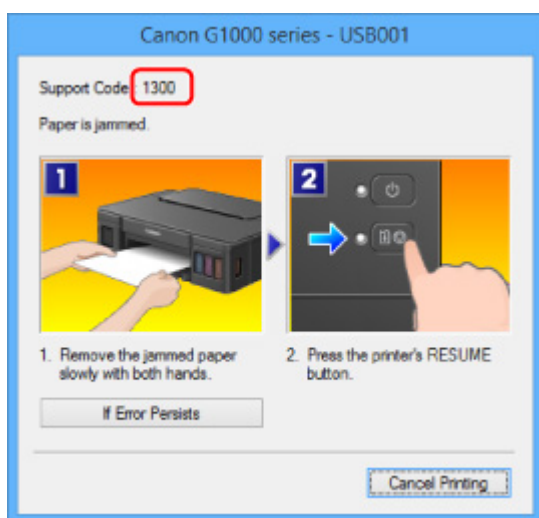 Canon G1000 series - USB001
Support Code : 1300
Paper is jammed.
1
2
1. Remove the jammed paper
slowly with both hands.
2. Press the printer's RESUME
button.
If Error Persists
Cancel Printing